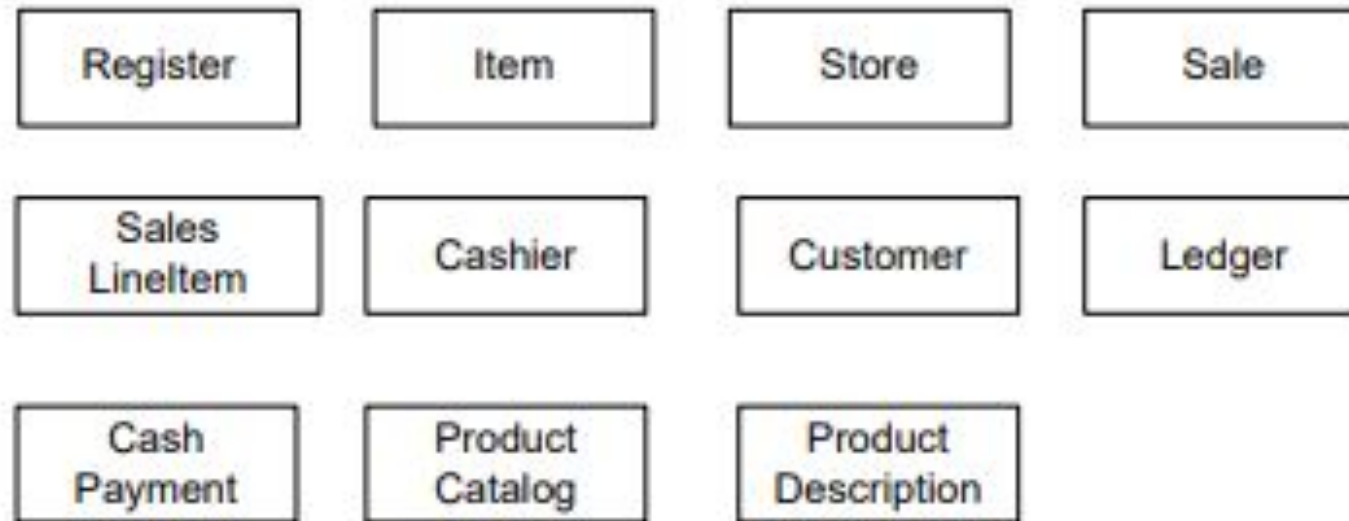 Register
Item
Store
Sale
Sales
LineItem
Cashier
Customer
Ledger
Cash
Payment
Product
Catalog
Product
Description